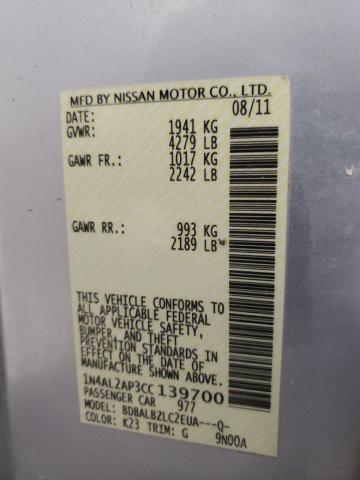 MFD BY NISSAN MOTOR CO., LTD.
DATE: 08/11
GVWR: 1941 KG
4279 LB
GAWR FR.: 1017 KG
2242 LB
GAWR RR.: 993 KG
2189 LB
THIS VEHICLE CONFORMS TO
ALL APPLICABLE FEDERAL
MOTOR VEHICLE SAFETY,
BUMPER, AND THEFT
PREVENTION STANDARDS
IN EFFECT ON THE DATE OF
MANUFACTURE SHOWN ABOVE.
1N4AL2AP3CC139700
PASSENGER CAR 977
MODEL: BDBALBZLC2EUA---Q-
COLOR: K23 TRIM: G 9N00A